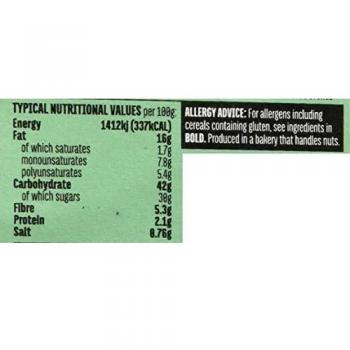 TYPICAL NUTRITIONAL VALUES per 100g:
Energy 1412kj (337kCAL)
Fat 16g
of which saturates 1.7g
monounsaturates 7.8g
polyunsaturates 5.4g
Carbohydrate 42g
of which sugars 30g
Fibre 5.3g
Protein 2.1g
Salt 0.76g
ALLERGY ADVICE: For allergens including
cereals containing gluten, see ingredients in
BOLD. Produced in a bakery that handles nuts.